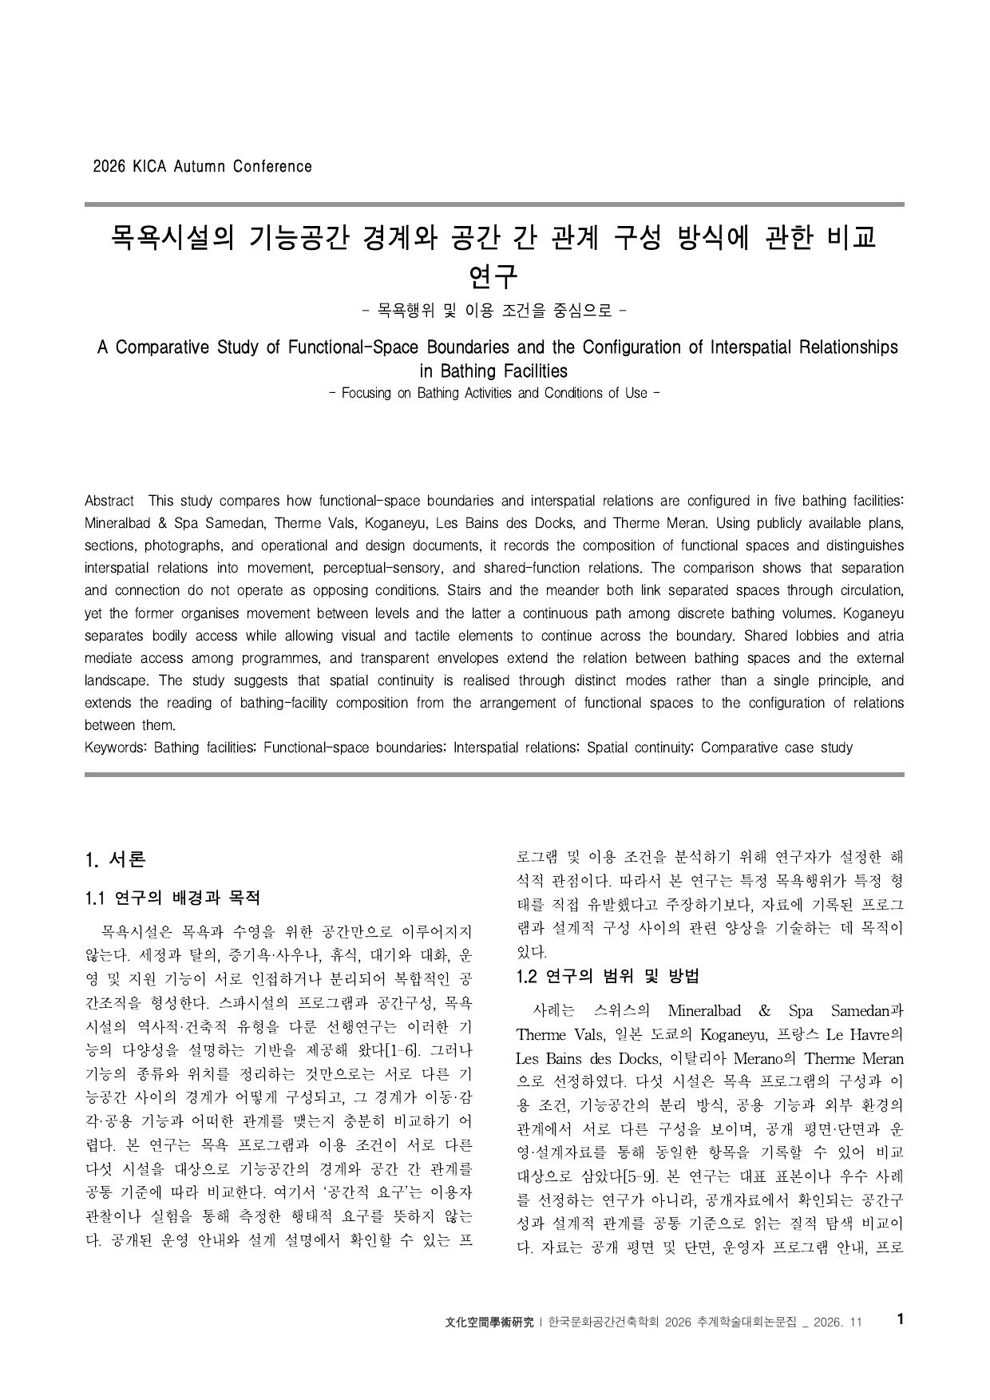 2026 KICA Autumn Conference
목욕시설의 기능공간 경계와 공간 간 관계 구성 방식에 관한 비교
연구
- 목욕행위 및 이용 조건을 중심으로 -
A Comparative Study of Functional-Space Boundaries and the Configuration of Interspatial Relationships
in Bathing Facilities
- Focusing on Bathing Activities and Conditions of Use -
Abstract This study compares how functional-space boundaries and interspatial relations are configured in five bathing facilities:
Mineralbad & Spa Samedan, Therme Vals, Koganeyu, Les Bains des Docks, and Therme Meran. Using publicly available plans,
sections, photographs, and operational and design documents, it records the composition of functional spaces and distinguishes
interspatial relations into movement, perceptual-sensory, and shared-function relations. The comparison shows that separation
and connection do not operate as opposing conditions. Stairs and the meander both link separated spaces through circulation,
yet the former organises movement between levels and the latter a continuous path among discrete bathing volumes. Koganeyu
separates bodily access while allowing visual and tactile elements to continue across the boundary. Shared lobbies and atria
mediate access among programmes, and transparent envelopes extend the relation between bathing spaces and the external
landscape. The study suggests that spatial continuity is realised through distinct modes rather than a single principle, and
extends the reading of bathing-facility composition from the arrangement of functional spaces to the configuration of relations
between them.
Keywords: Bathing facilities; Functional-space boundaries; Interspatial relations; Spatial continuity; Comparative case study
1. 서론
1.1 연구의 배경과 목적
목욕시설은 목욕과 수영을 위한 공간만으로 이루어지지
않는다. 세정과 탈의, 증기욕·사우나, 휴식, 대기와 대화, 운
영 및 지원 기능이 서로 인접하거나 분리되어 복합적인 공
간조직을 형성한다. 스파시설의 프로그램과 공간구성, 목욕
시설의 역사적·건축적 유형을 다룬 선행연구는 이러한 기
능의 다양성을 설명하는 기반을 제공해 왔다[1-6]. 그러나
기능의 종류와 위치를 정리하는 것만으로는 서로 다른 기
능공간 사이의 경계가 어떻게 구성되고, 그 경계가 이동·감
각·공용 기능과 어떠한 관계를 맺는지 충분히 비교하기 어
렵다. 본 연구는 목욕 프로그램과 이용 조건이 서로 다른
다섯 시설을 대상으로 기능공간의 경계와 공간 간 관계를
공통 기준에 따라 비교한다. 여기서 ‘공간적 요구’는 이용자
관찰이나 실험을 통해 측정한 행태적 요구를 뜻하지 않는
다. 공개된 운영 안내와 설계 설명에서 확인할 수 있는 프
로그램 및 이용 조건을 분석하기 위해 연구자가 설정한 해
석적 관점이다. 따라서 본 연구는 특정 목욕행위가 특정 형
태를 직접 유발했다고 주장하기보다, 자료에 기록된 프로그
램과 설계적 구성 사이의 관련 양상을 기술하는 데 목적이
있다.
1.2 연구의 범위 및 방법
사례는 스위스의 Mineralbad & Spa Samedan과
Therme Vals, 일본 도쿄의 Koganeyu, 프랑스 Le Havre의
Les Bains des Docks, 이탈리아 Merano의 Therme Meran
으로 선정하였다. 다섯 시설은 목욕 프로그램의 구성과 이
용 조건, 기능공간의 분리 방식, 공용 기능과 외부 환경의
관계에서 서로 다른 구성을 보이며, 공개 평면·단면과 운
영·설계자료를 통해 동일한 항목을 기록할 수 있어 비교
대상으로 삼았다[5-9]. 본 연구는 대표 표본이나 우수 사례
를 선정하는 연구가 아니라, 공개자료에서 확인되는 공간구
성과 설계적 관계를 공통 기준으로 읽는 질적 탐색 비교이
다. 자료는 공개 평면 및 단면, 운영자 프로그램 안내, 프로
文化空間學術研究 | 한국문화공간건축학회 2026 추계학술대회논문집 _ 2026. 11 1